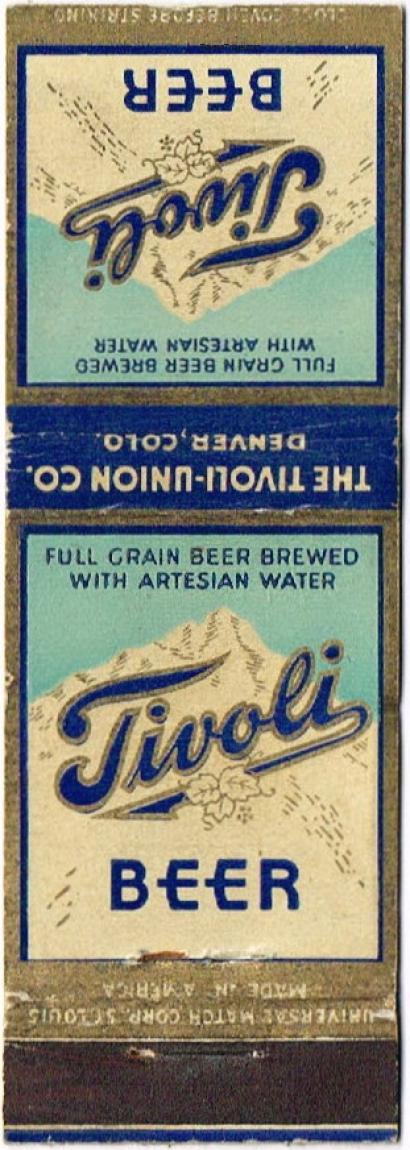 CLOSE COVER BEFORE STRIKING
BEER
Tivoli
WITH ARTESIAN WATER
FULL GRAIN BEER BREWED
DENVER, COLO.
THE TIVOLI-UNION CO.
FULL GRAIN BEER BREWED
WITH ARTESIAN WATER
Tivoli
BEER
MADE IN AMERICA
UNIVERSAL MATCH CORP. ST. LOUIS